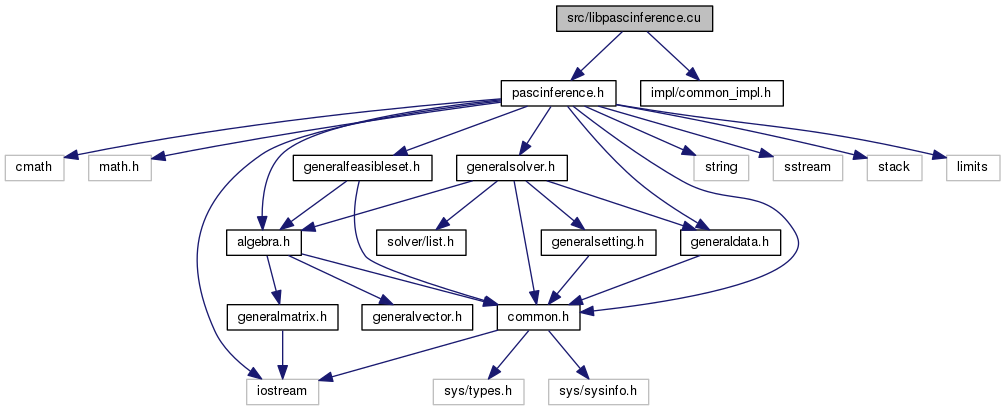 src/libpascinference.cu
pascinference.h
impl/common_impl.h
cmath
math.h
generalfeasibleset.h
generalsolver.h
string
sstream
stack
limits
algebra.h
solver/list.h
generalsetting.h
generaldata.h
generalmatrix.h
generalvector.h
common.h
iostream
sys/types.h
sys/sysinfo.h